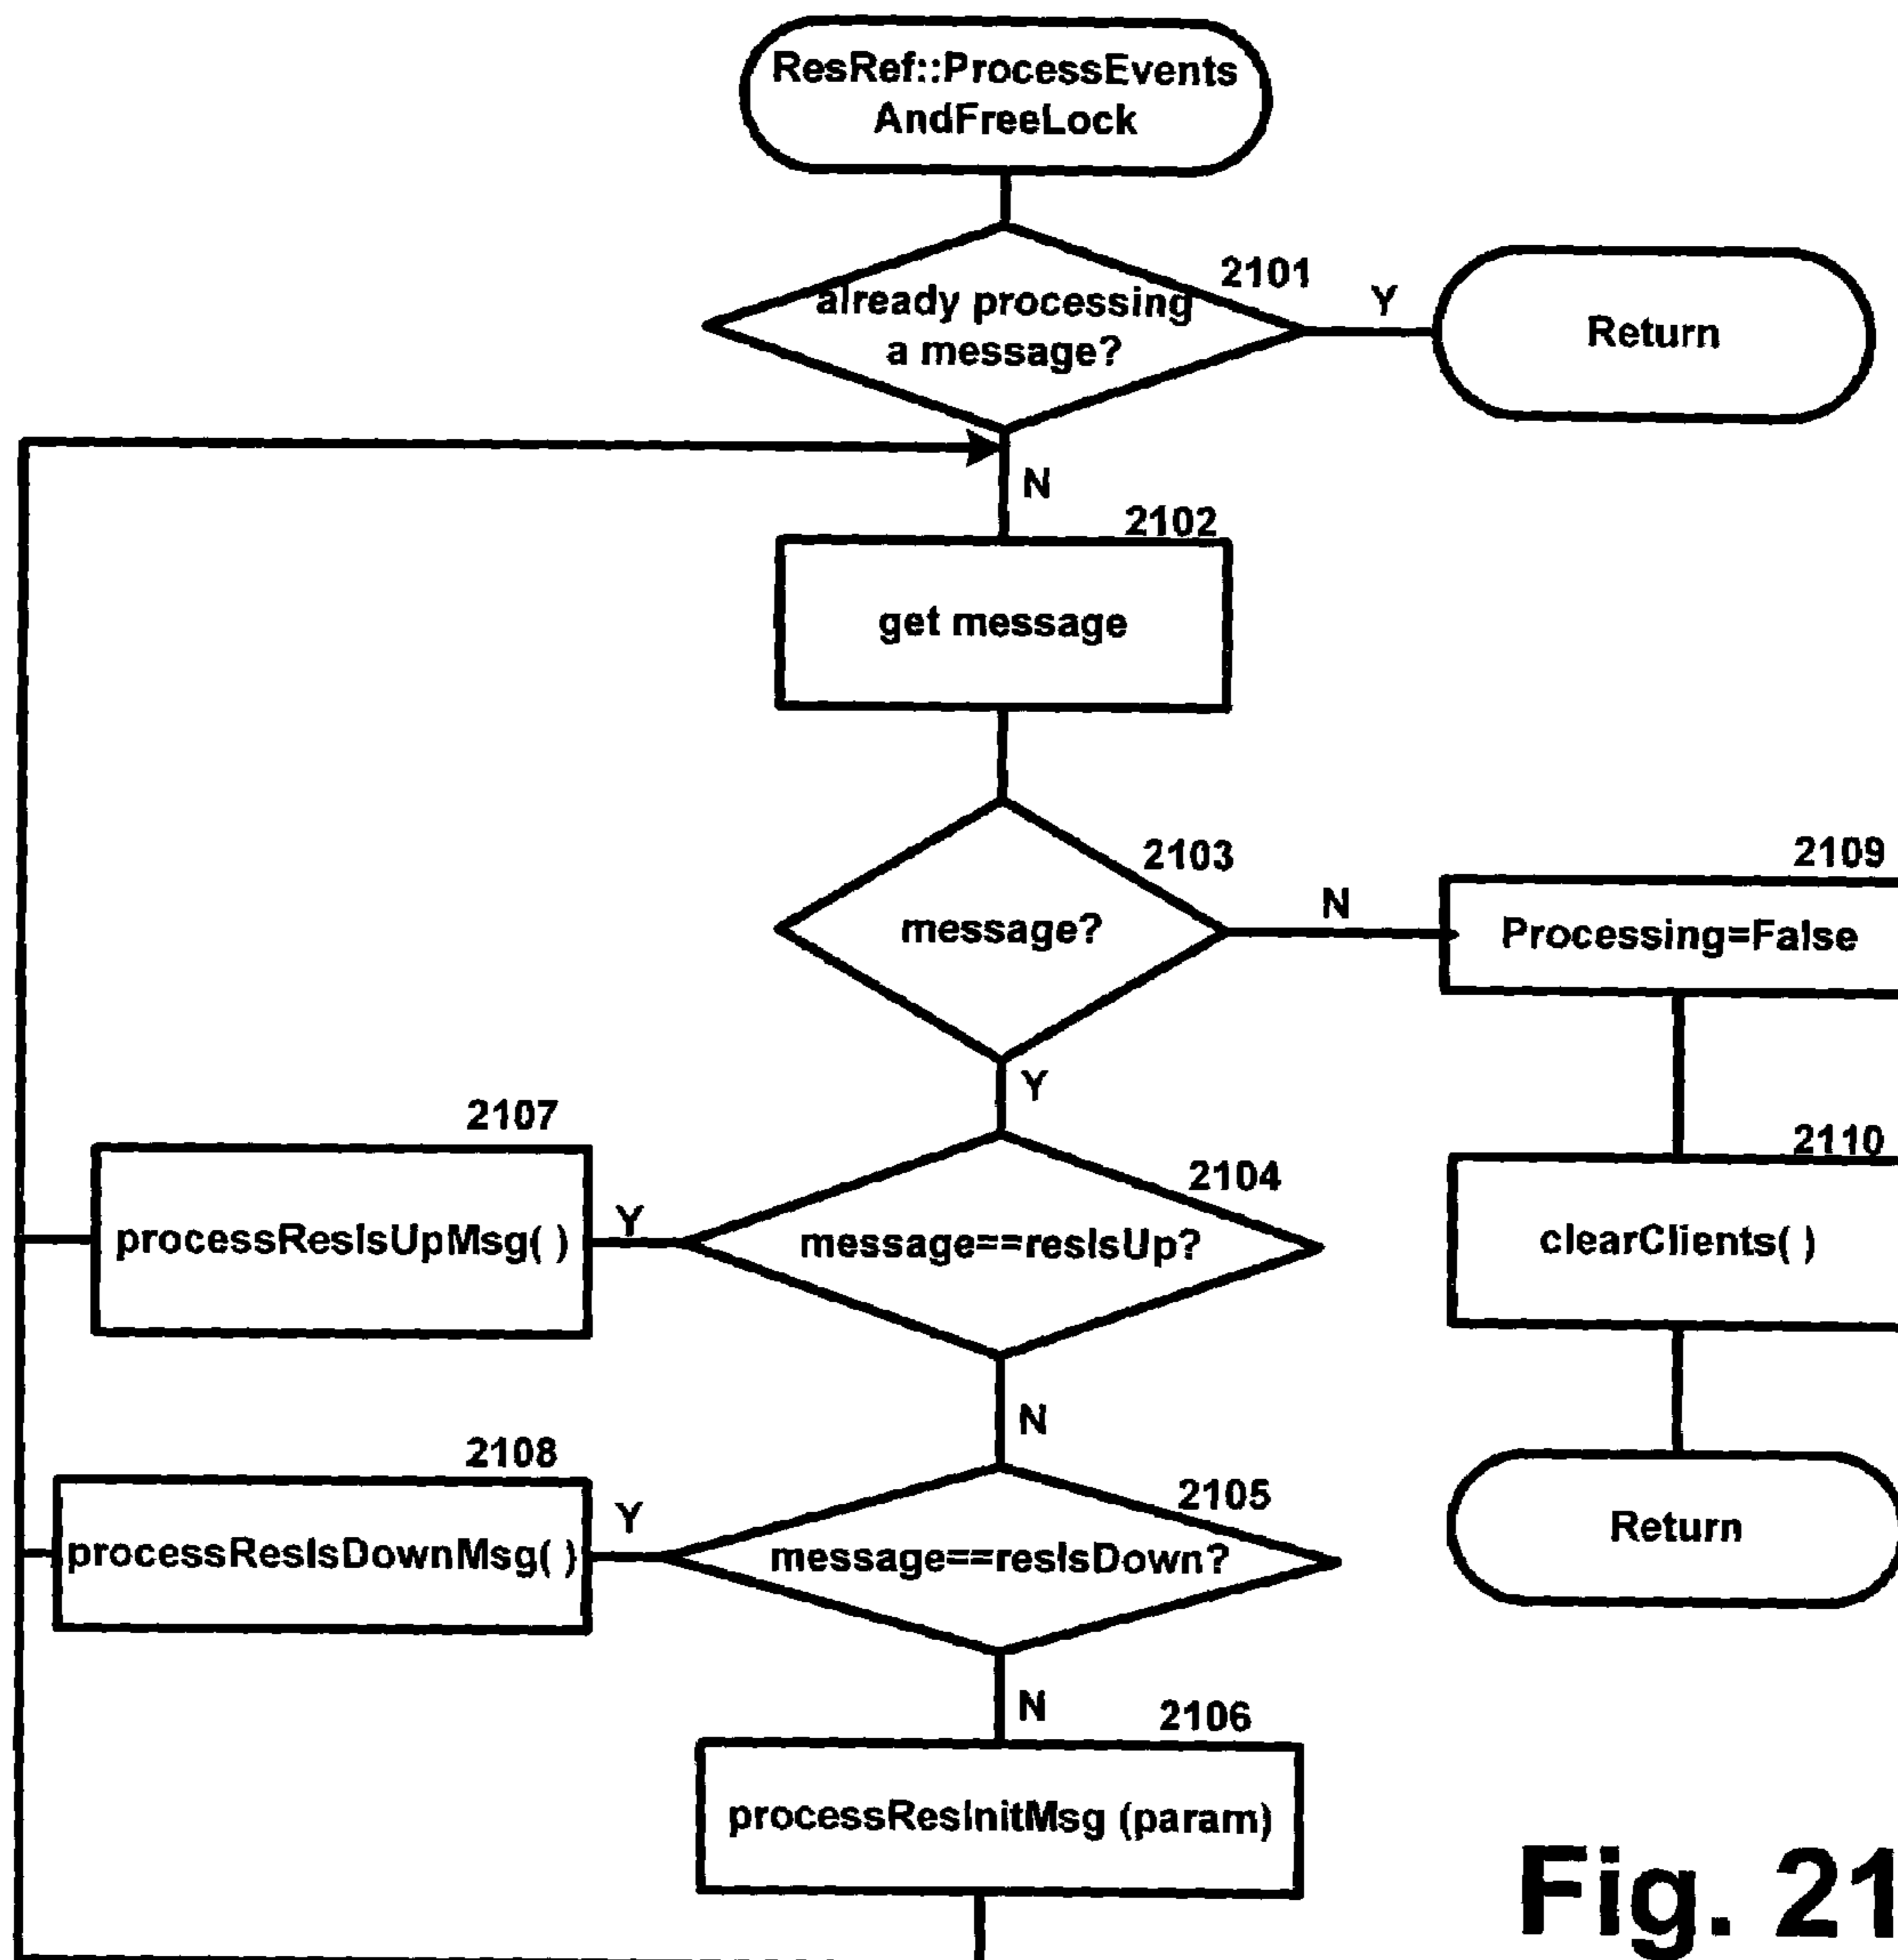 ResRef::ProcessEvents
AndFreeLock
2101
already processing
a message?
Y
Return
N
2102
get message
2103
message?
N
2109
Processing=False
Y
2107
2104
2110
processResIsUpMsg( )
Y
message==resIsUp?
clearClients( )
N
2108
2105
processResIsDownMsg( )
Y
message==resIsDown?
Return
N
2106
processResInitMsg (param)
Fig. 21